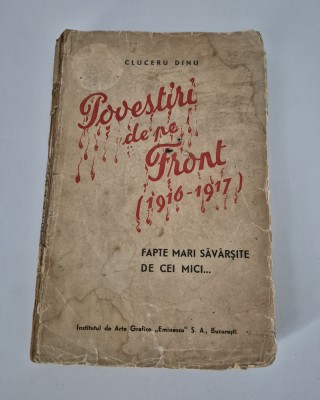 CLUCERU DINU
Povestiri
de pe
Front
(1916-1917)
FAPTE MARI SĂVÂRȘITE
DE CEI MICI...
Institutul de Arte Grafice „Eminescu" S. A., București